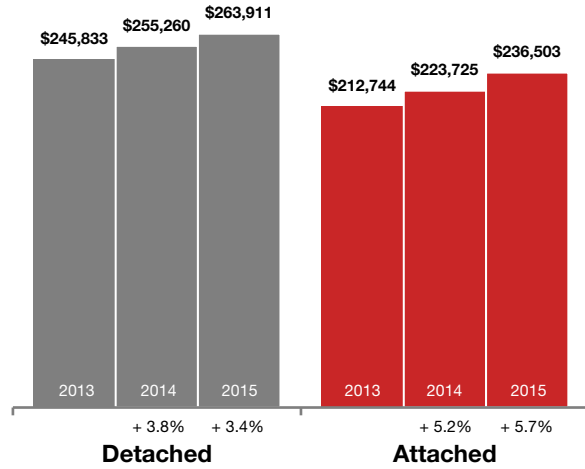 $245,833
$255,260
$263,911
$212,744
$223,725
$236,503
2013 2014 2015 2013 2014 2015
+ 3.8% + 3.4% + 5.2% + 5.7%
Detached Attached